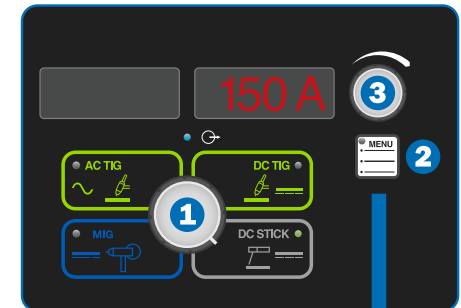 150 A
3
MENU
2
AC TIG
DC TIG
1
MIG
DC STICK